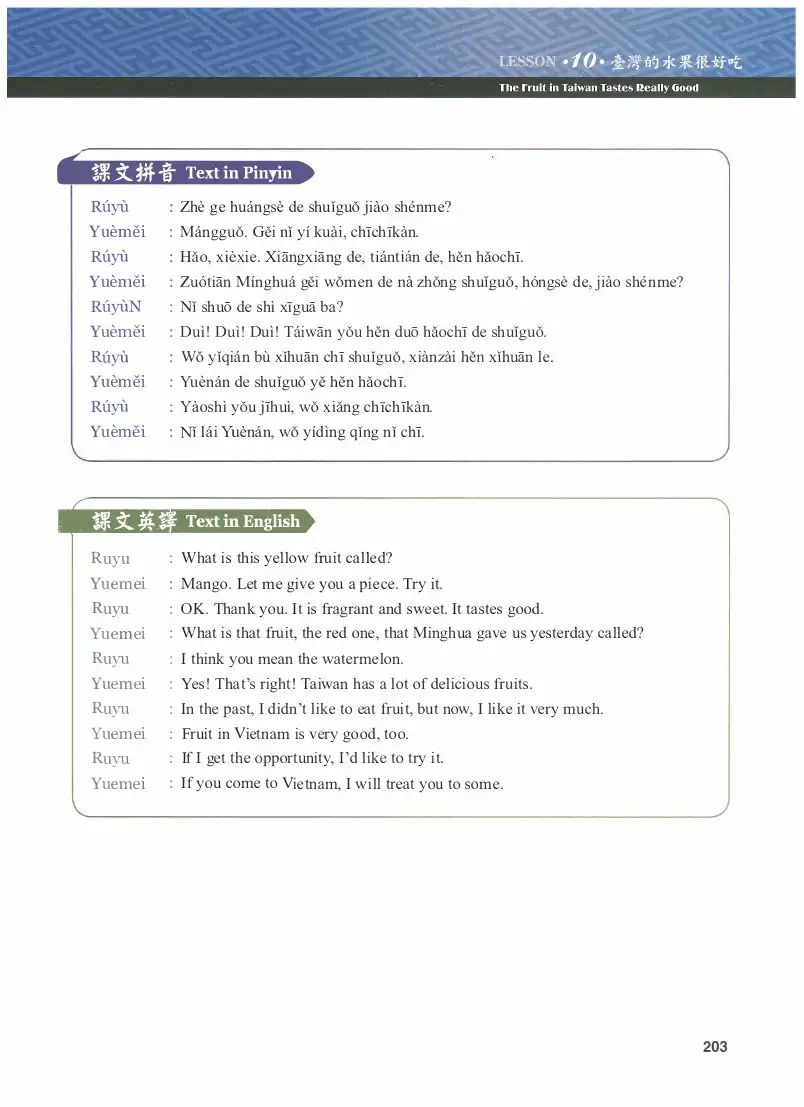 LESSON •10• 臺灣的水果很好吃
The Fruit in Taiwan Tastes Really Good
課文拼音 Text in Pinyin
Rúyù : Zhè ge huángsè de shuǐguǒ jiào shénme?
Yuèměi : Mángguǒ. Gěi nǐ yí kuài, chīchīkàn.
Rúyù : Hǎo, xièxie. Xiāngxiāng de, tiántián de, hěn hǎochī.
Yuèměi : Zuótiān Mínghuá gěi wǒmen de nà zhǒng shuǐguǒ, hóngsè de, jiào shénme?
RúyùN : Nǐ shuō de shì xīguā ba?
Yuèměi : Duì! Duì! Duì! Táiwān yǒu hěn duō hǎochī de shuǐguǒ.
Rúyù : Wǒ yǐqián bù xǐhuān chī shuǐguǒ, xiànzài hěn xǐhuān le.
Yuèměi : Yuènán de shuǐguǒ yě hěn hǎochī.
Rúyù : Yàoshì yǒu jīhuì, wǒ xiǎng chīchīkàn.
Yuèměi : Nǐ lái Yuènán, wǒ yídìng qǐng nǐ chī.
課文英譯 Text in English
Ruyu : What is this yellow fruit called?
Yuemei : Mango. Let me give you a piece. Try it.
Ruyu : OK. Thank you. It is fragrant and sweet. It tastes good.
Yuemei : What is that fruit, the red one, that Minghua gave us yesterday called?
Ruyu : I think you mean the watermelon.
Yuemei : Yes! That's right! Taiwan has a lot of delicious fruits.
Ruyu : In the past, I didn't like to eat fruit, but now, I like it very much.
Yuemei : Fruit in Vietnam is very good, too.
Ruyu : If I get the opportunity, I'd like to try it.
Yuemei : If you come to Vietnam, I will treat you to some.
203